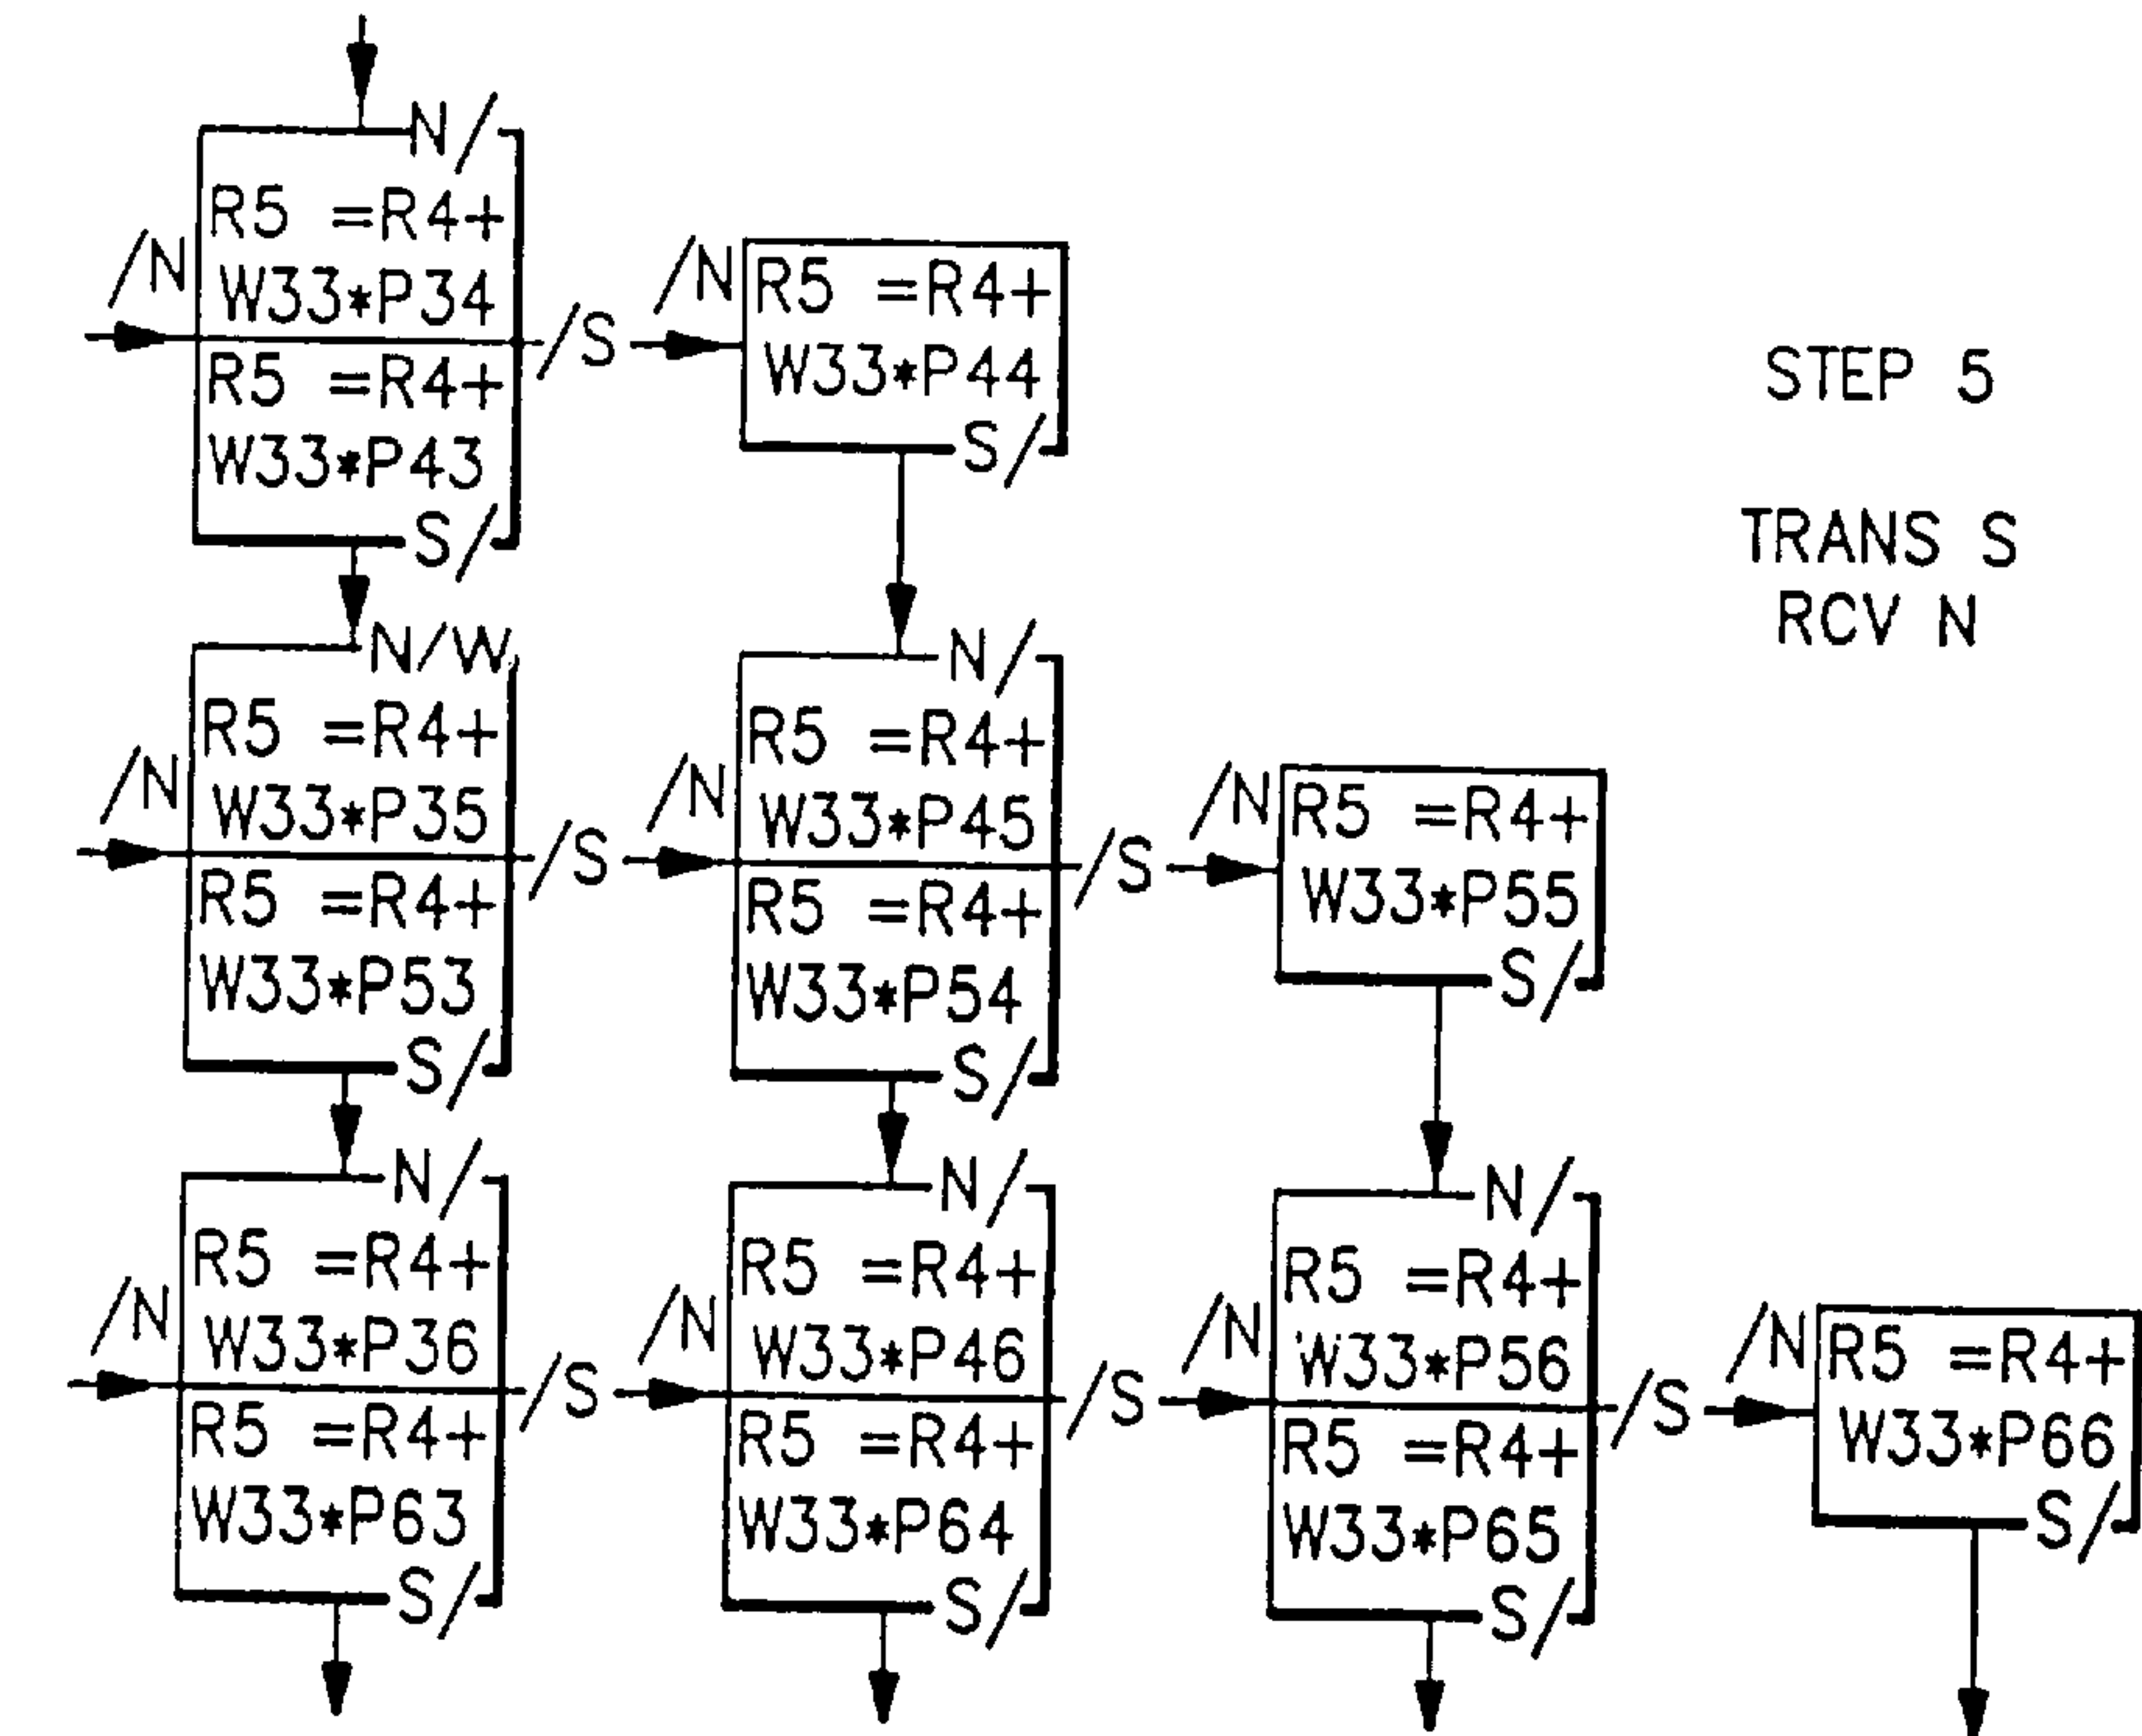 N/
R5 =R4+
W33*P34
/N
R5 =R4+
W33*P43
/S
S/
/N
R5 =R4+
W33*P44
S/
STEP 5
TRANS S
RCV N
N/W
R5 =R4+
W33*P35
/N
R5 =R4+
W33*P53
/S
S/
N/
R5 =R4+
W33*P45
/N
R5 =R4+
W33*P54
/S
S/
/N
R5 =R4+
W33*P55
S/
N/
R5 =R4+
W33*P36
/N
R5 =R4+
W33*P63
/S
S/
N/
R5 =R4+
W33*P46
/N
R5 =R4+
W33*P64
/S
S/
N/
R5 =R4+
W33*P56
/N
R5 =R4+
W33*P65
/S
S/
/N
R5 =R4+
W33*P66
S/